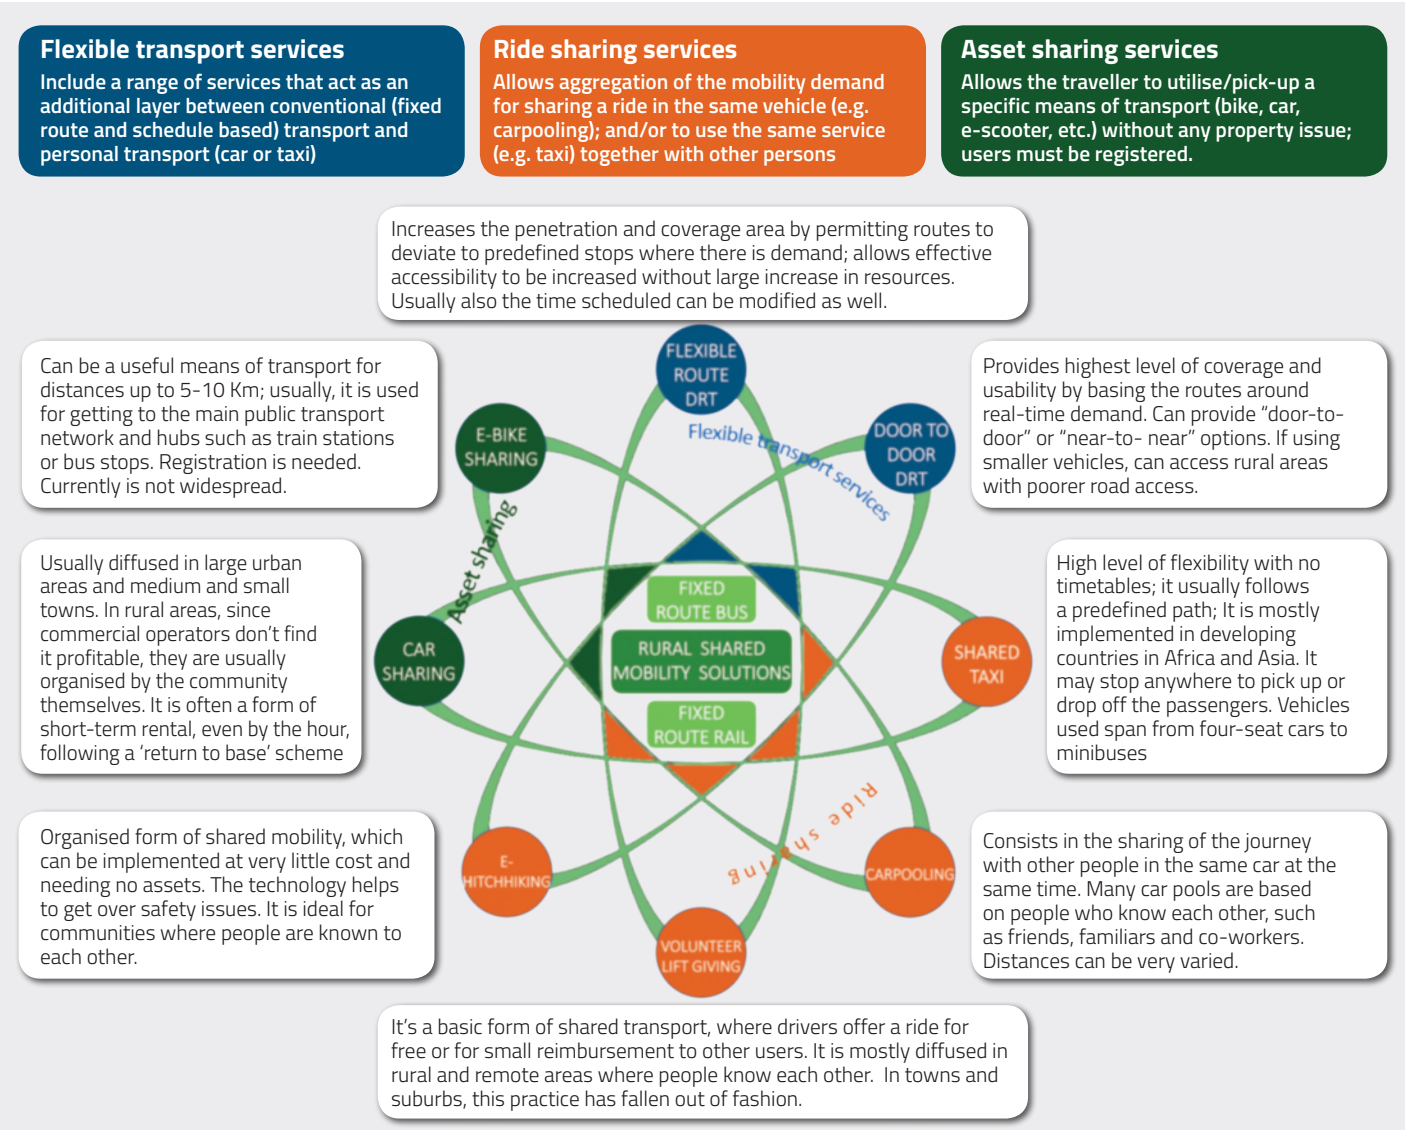 Flexible transport services
Include a range of services that act as an
additional layer between conventional (fixed
route and schedule based) transport and
personal transport (car or taxi)
Ride sharing services
Allows aggregation of the mobility demand
for sharing a ride in the same vehicle (e.g.
carpooling); and/or to use the same service
(e.g. taxi) together with other persons
Asset sharing services
Allows the traveller to utilise/pick-up a
specific means of transport (bike, car,
e-scooter, etc.) without any property issue;
users must be registered.
Increases the penetration and coverage area by permitting routes to
deviate to predefined stops where there is demand; allows effective
accessibility to be increased without large increase in resources.
Usually also the time scheduled can be modified as well.
Can be a useful means of transport for
distances up to 5-10 Km; usually, it is used
for getting to the main public transport
network and hubs such as train stations
or bus stops. Registration is needed.
Currently is not widespread.
FLEXIBLE
ROUTE
DRT
E-BIKE
SHARING
Flexible transport services
DOOR TO
DOOR
DRT
Provides highest level of coverage and
usability by basing the routes around
real-time demand. Can provide “door-to-
door” or “near-to- near” options. If using
smaller vehicles, can access rural areas
with poorer road access.
Usually diffused in large urban
areas and medium and small
towns. In rural areas, since
commercial operators don’t find
it profitable, they are usually
organised by the community
themselves. It is often a form of
short-term rental, even by the hour,
following a ‘return to base’ scheme
Asset sharing
CAR
SHARING
FIXED
ROUTE BUS
RURAL SHARED
MOBILITY SOLUTIONS
FIXED
ROUTE RAIL
SHARED
TAXI
High level of flexibility with no
timetables; it usually follows
a predefined path; It is mostly
implemented in developing
countries in Africa and Asia. It
may stop anywhere to pick up or
drop off the passengers. Vehicles
used span from four-seat cars to
minibuses
Organised form of shared mobility, which
can be implemented at very little cost and
needing no assets. The technology helps
to get over safety issues. It is ideal for
communities where people are known to
each other.
E-
HITCHHIKING
Ride sharing
CARPOOLING
VOLUNTEER
LIFT GIVING
Consists in the sharing of the journey
with other people in the same car at the
same time. Many car pools are based
on people who know each other, such
as friends, familiars and co-workers.
Distances can be very varied.
It’s a basic form of shared transport, where drivers offer a ride for
free or for small reimbursement to other users. It is mostly diffused in
rural and remote areas where people know each other. In towns and
suburbs, this practice has fallen out of fashion.